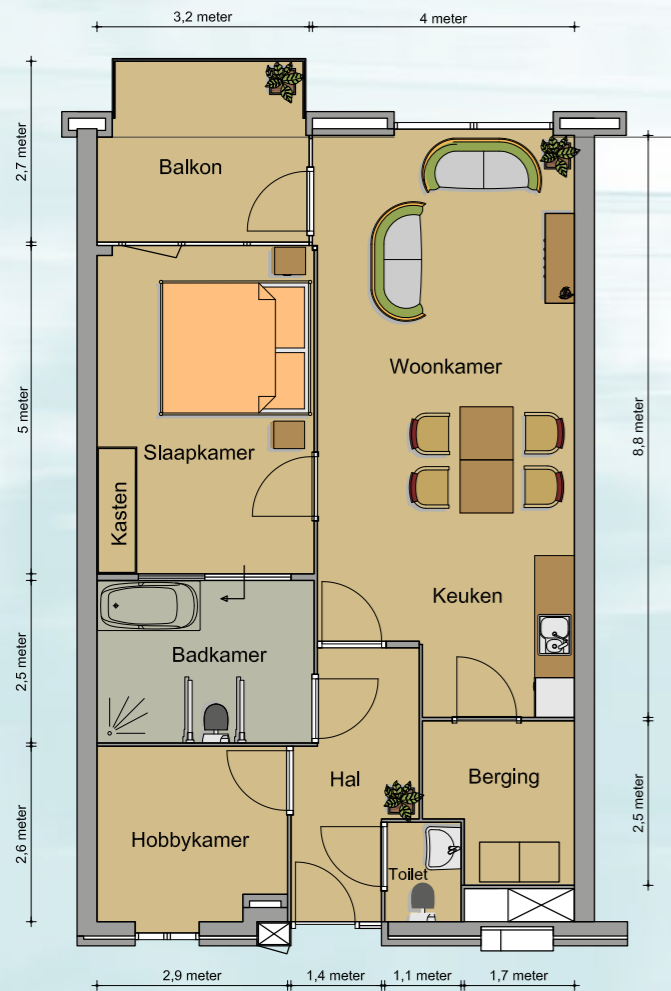 3,2 meter
4 meter
2,7 meter
Balkon
Woonkamer
5 meter
8,8 meter
Slaapkamer
Kasten
Keuken
2,5 meter
Badkamer
Hal
Berging
2,6 meter
2,5 meter
Hobbykamer
Toilet
2,9 meter
1,4 meter
1,1 meter
1,7 meter